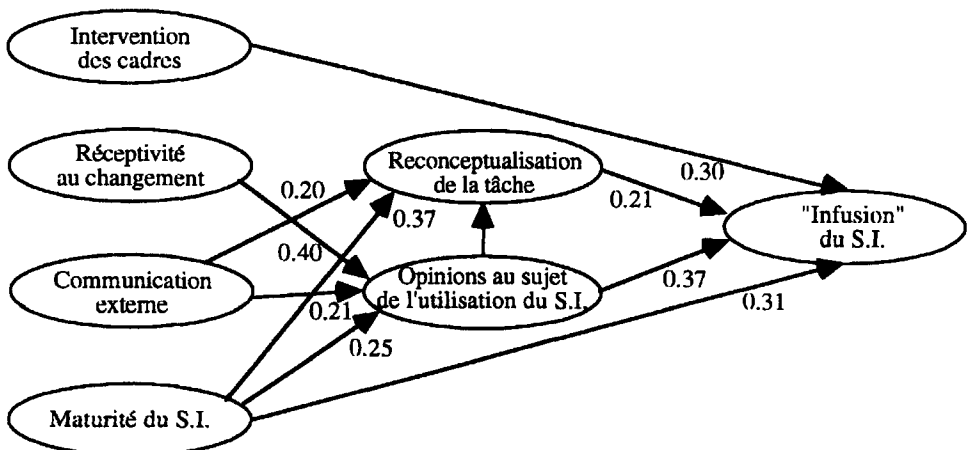 Intervention
des cadres
Réceptivité
au changement
Reconceptualisation
de la tâche
0.30
0.20
0.37
0.21
"Infusion"
du S.I.
0.40
Communication
externe
Opinions au sujet
de l'utilisation du S.I.
0.21
0.37
0.31
0.25
Maturité du S.I.